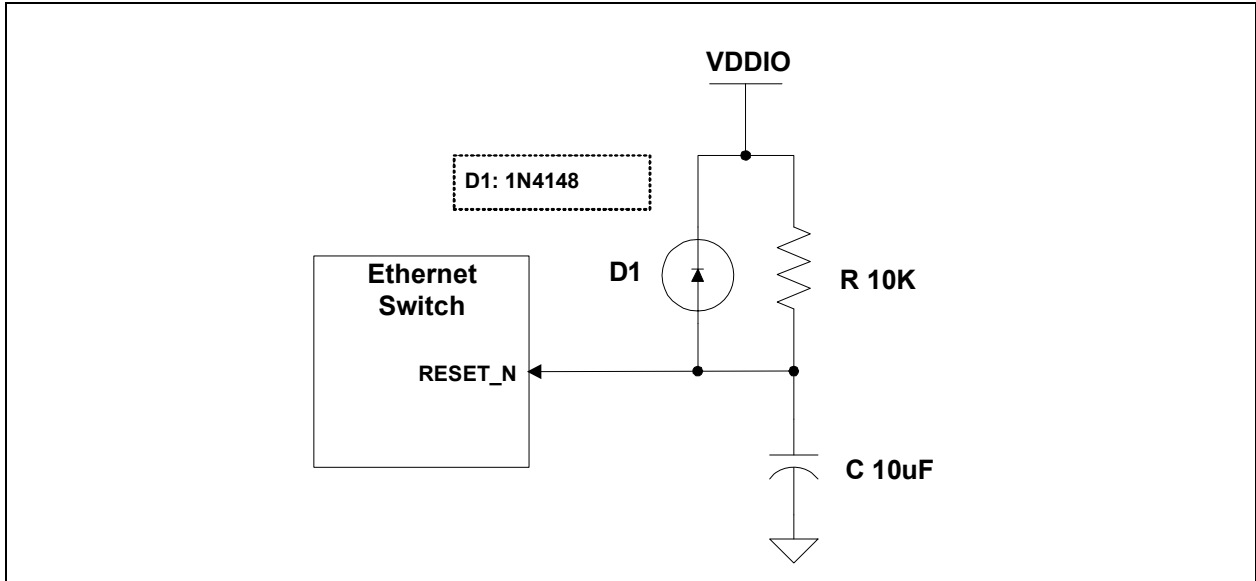 VDDIO
D1: 1N4148
Ethernet
Switch
D1
R 10K
RESET_N
C 10uF